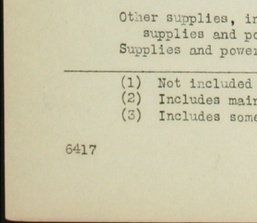 Other supplies, in
supplies and po
Supplies and power
(1) Not included
(2) Includes main
(3) Includes some
6417